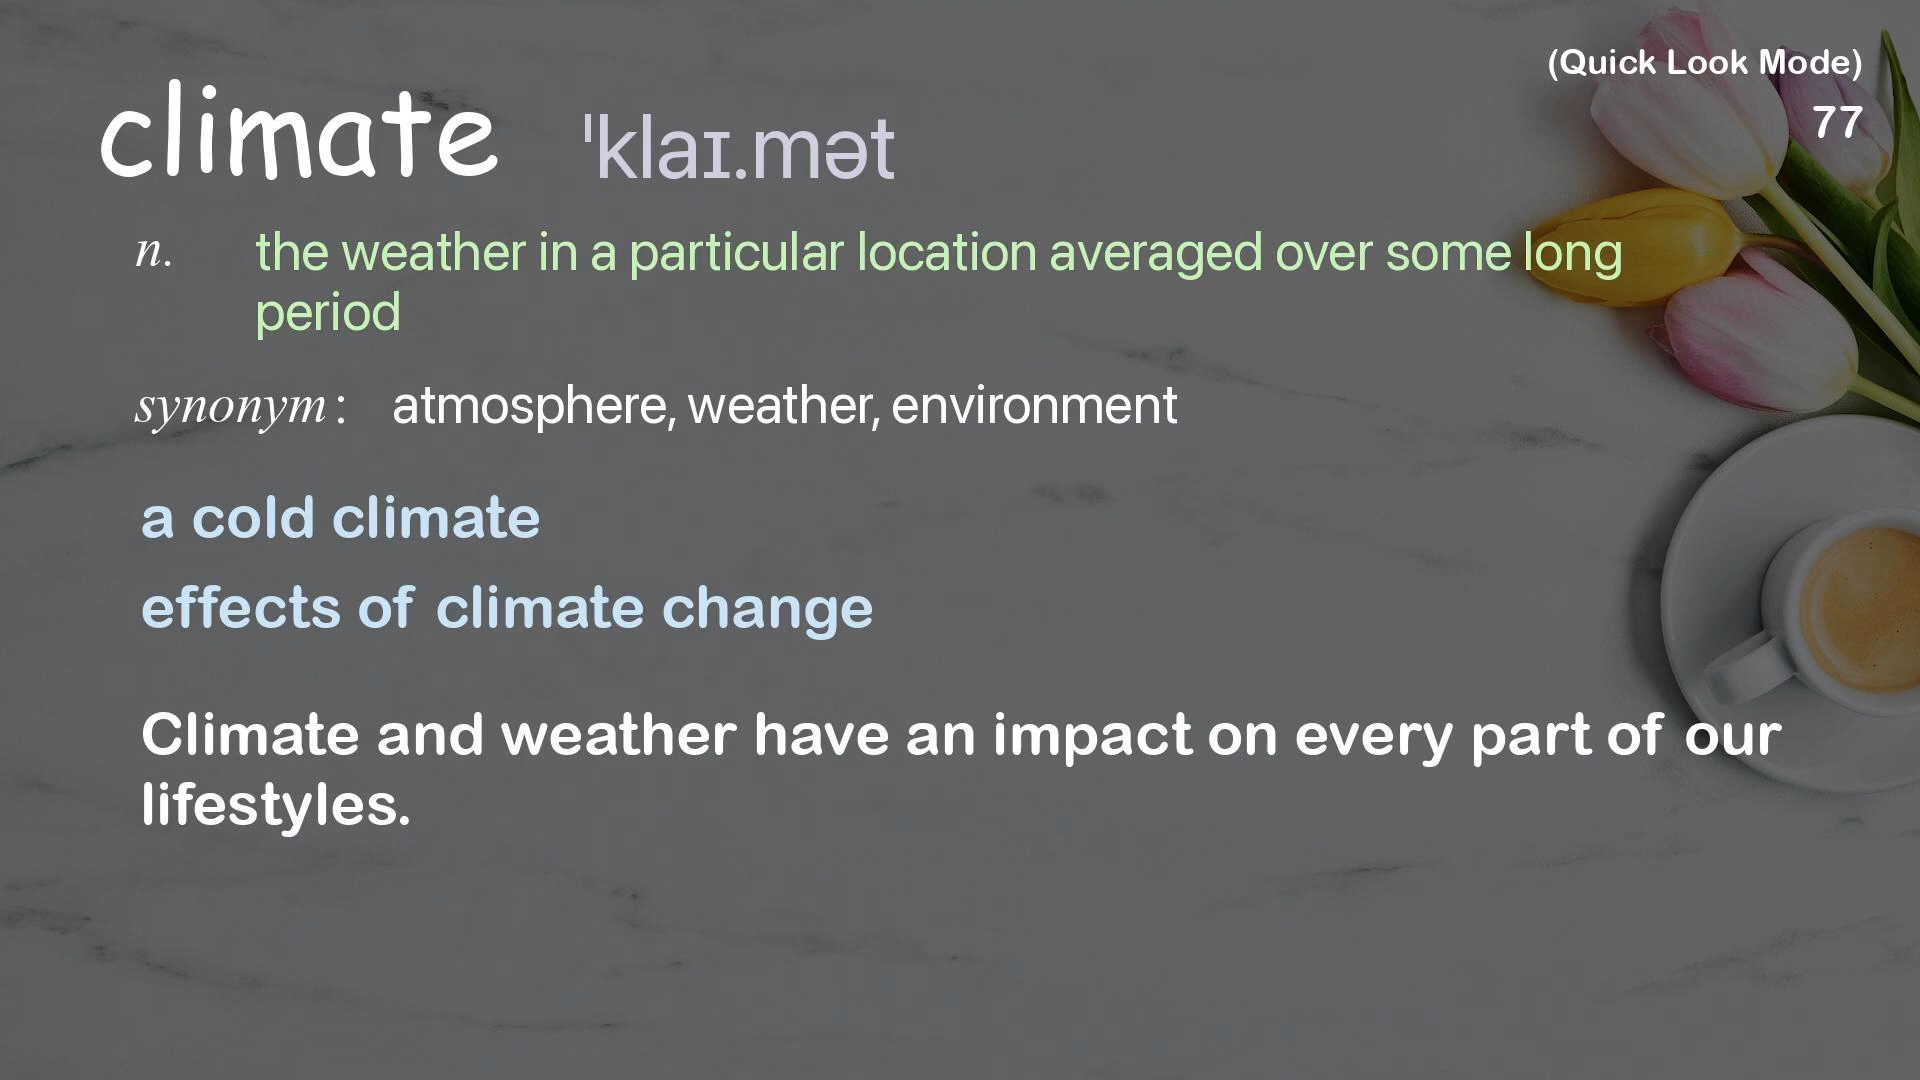 (Quick Look Mode)
77
climate ˈklaɪ.mət
n. the weather in a particular location averaged over some long
period
synonym: atmosphere, weather, environment
a cold climate
effects of climate change
Climate and weather have an impact on every part of our
lifestyles.